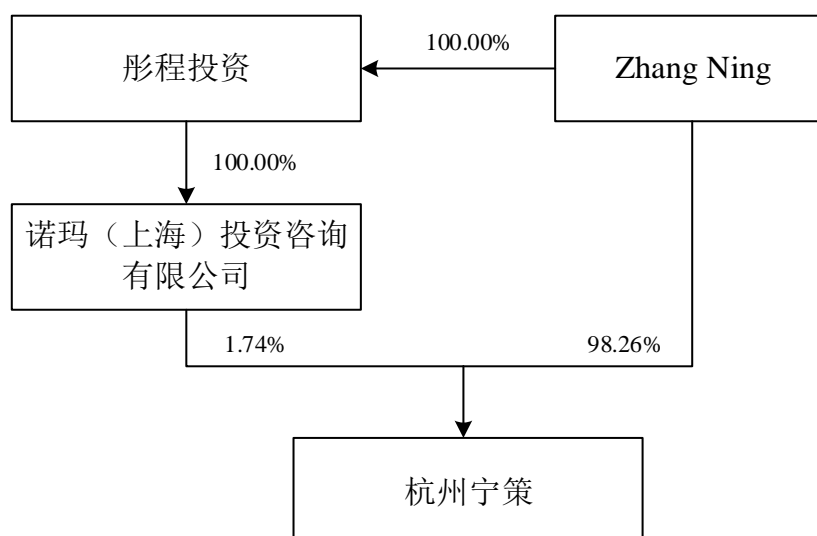 彤程投资
100.00%
Zhang Ning
100.00%
诺玛（上海）投资咨询
有限公司
1.74%
98.26%
杭州宁策